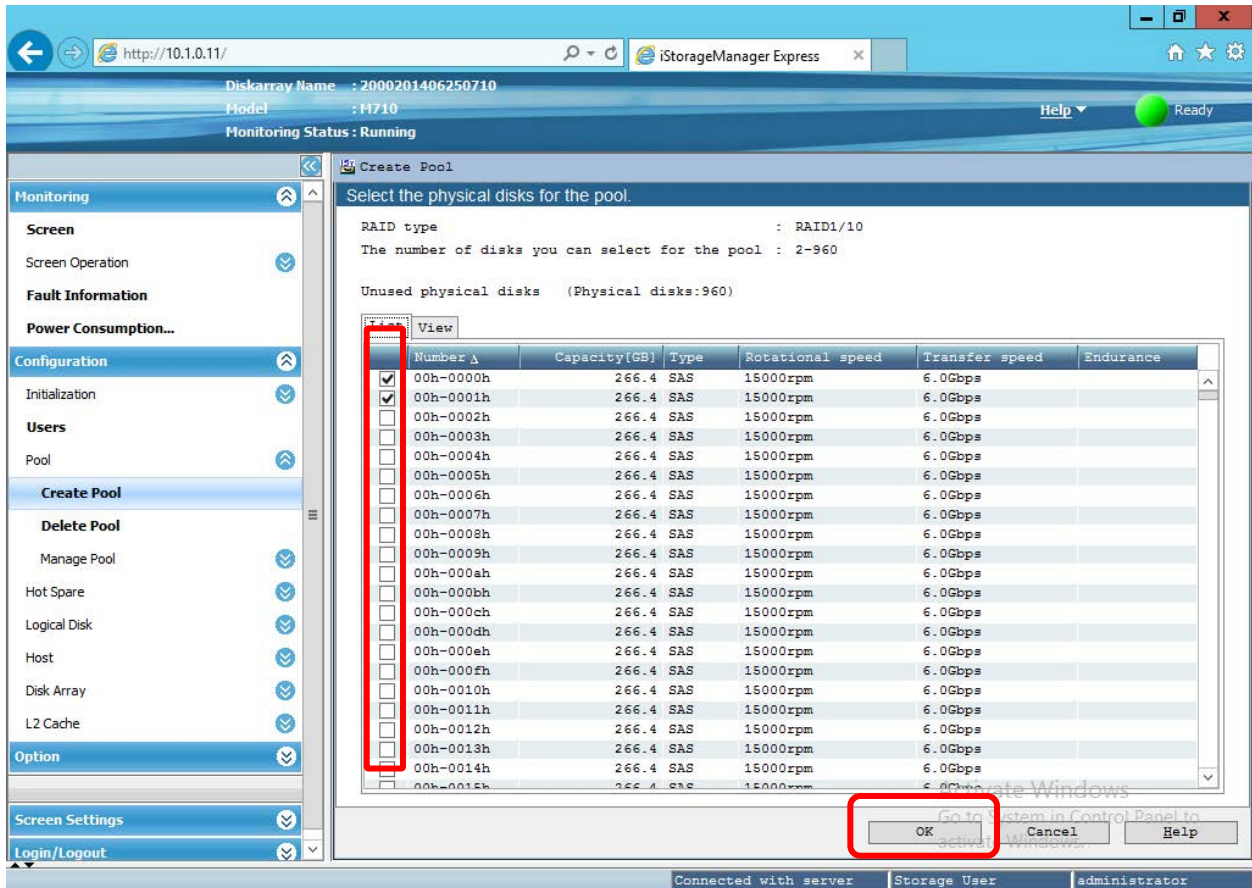 http://10.1.0.11/
iStorageManager Express
Diskarray Name : 2000201406250710
Model : M710
Monitoring Status : Running
Help
Ready
Monitoring
Screen
Screen Operation
Fault Information
Power Consumption...
Configuration
Initialization
Users
Pool
Create Pool
Delete Pool
Manage Pool
Hot Spare
Logical Disk
Host
Disk Array
L2 Cache
Option
Screen Settings
Login/Logout
Create Pool
Select the physical disks for the pool.
RAID type : RAID1/10
The number of disks you can select for the pool : 2-960
Unused physical disks (Physical disks:960)
List View
Number Capacity[GB] Type Rotational speed Transfer speed Endurance
00h-0000h 266.4 SAS 15000rpm 6.0Gbps
00h-0001h 266.4 SAS 15000rpm 6.0Gbps
00h-0002h 266.4 SAS 15000rpm 6.0Gbps
00h-0003h 266.4 SAS 15000rpm 6.0Gbps
00h-0004h 266.4 SAS 15000rpm 6.0Gbps
00h-0005h 266.4 SAS 15000rpm 6.0Gbps
00h-0006h 266.4 SAS 15000rpm 6.0Gbps
00h-0007h 266.4 SAS 15000rpm 6.0Gbps
00h-0008h 266.4 SAS 15000rpm 6.0Gbps
00h-0009h 266.4 SAS 15000rpm 6.0Gbps
00h-000ah 266.4 SAS 15000rpm 6.0Gbps
00h-000bh 266.4 SAS 15000rpm 6.0Gbps
00h-000ch 266.4 SAS 15000rpm 6.0Gbps
00h-000dh 266.4 SAS 15000rpm 6.0Gbps
00h-000eh 266.4 SAS 15000rpm 6.0Gbps
00h-000fh 266.4 SAS 15000rpm 6.0Gbps
00h-0010h 266.4 SAS 15000rpm 6.0Gbps
00h-0011h 266.4 SAS 15000rpm 6.0Gbps
00h-0012h 266.4 SAS 15000rpm 6.0Gbps
00h-0013h 266.4 SAS 15000rpm 6.0Gbps
00h-0014h 266.4 SAS 15000rpm 6.0Gbps
00h-0015h 266.4 SAS 15000rpm 6.0Gbps
Activate Windows
Go to System in Control Panel to
activate Windows.
OK Cancel Help
Connected with server Storage User administrator